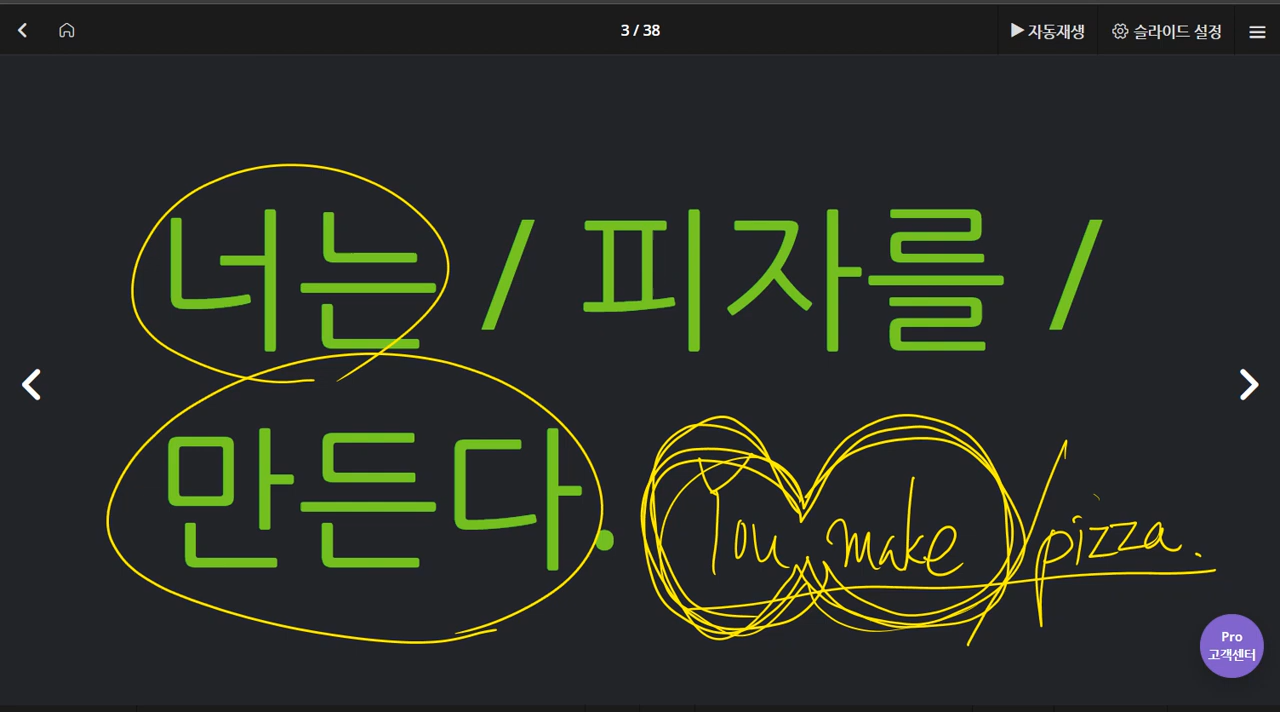 3 / 38
▶ 자동재생
슬라이드 설정
너는 / 피자를 /
만든다.
You make / pizza.
Pro
고객센터